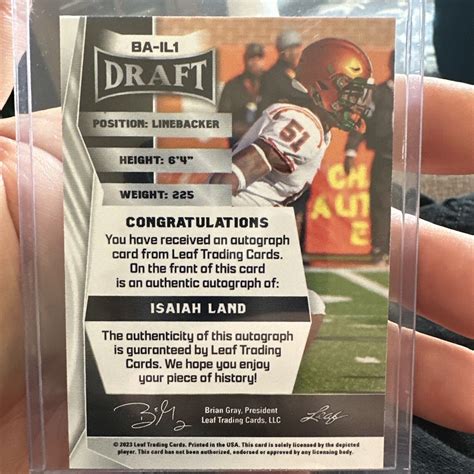 BA-IL1
DRAFT
POSITION: LINEBACKER
HEIGHT: 6'4"
WEIGHT: 225
51
CONGRATULATIONS
You have received an autograph
card from Leaf Trading Cards.
On the front of this card
is an authentic autograph of:
ISAIAH LAND
The authenticity of this autograph
is guaranteed by Leaf Trading
Cards. We hope you enjoy
your piece of history!
Brian Gray, President
Leaf Trading Cards, LLC
Leaf
© 2023 Leaf Trading Cards. Printed in the USA. This card is solely licensed by the depicted
player. This card has not been authorized, endorsed or approved by any licensing body.